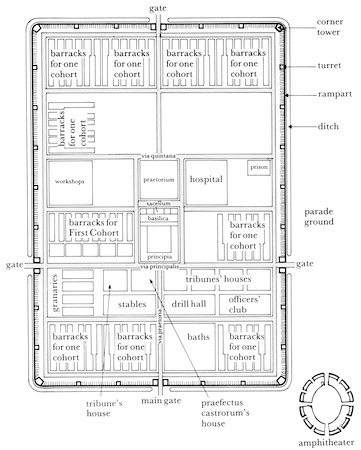 gate
corner
tower
turret
rampart
ditch
barracks
for one
cohort
barracks
for one
cohort
barracks
for one
cohort
barracks
for one
cohort
barracks
for one
cohort
via quintana
workshops
praetorium
hospital
prison
sacellum
basilica
barracks for
First Cohort
principia
barracks
for one
cohort
parade
ground
gate
via principalis
gate
granaries
tribunes' houses
stables
drill hall
officers'
club
via praetoria
barracks
for one
cohort
barracks
for one
cohort
baths
barracks
for one
cohort
tribune's
house
main gate
praefectus
castrorum's
house
amphitheater